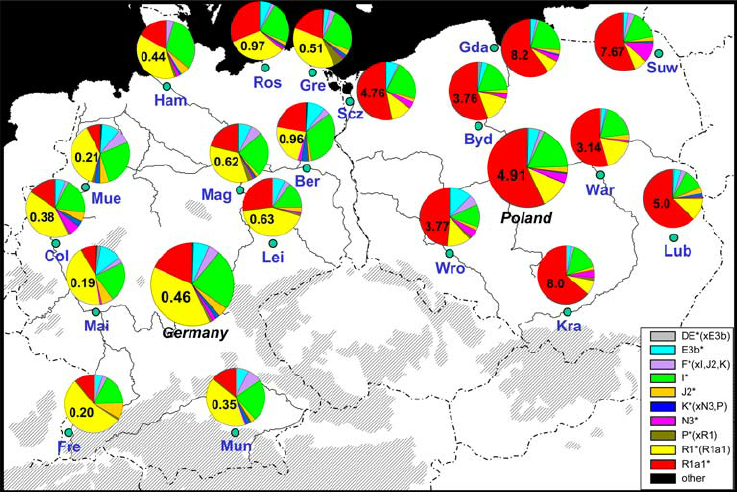 Gda
8.2
7.67
Suw
0.44
0.97
0.51
Ham
Ros
Gre
4.76
Scz
3.76
Byd
0.96
3.14
0.21
Mue
0.62
Mag
Ber
4.91
War
Poland
0.38
Col
0.63
Lei
3.77
Wro
5.0
Lub
0.19
Mai
0.46
Germany
6.0
Kra
0.20
Fre
0.35
Mun
DE*(xE3b)
E3b*
F*(xI,J2,K)
I*
J2*
K*(xN3,P)
N3*
P*(xR1)
R1*(R1a1)
R1a1*
other